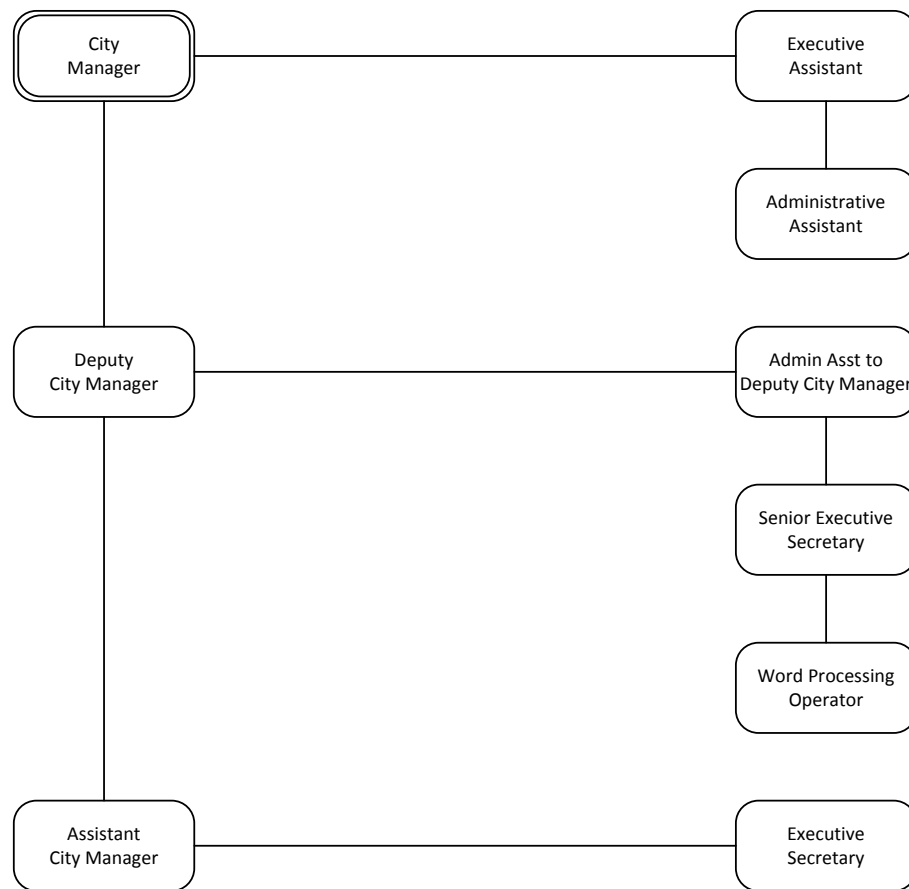 City
Manager
Executive
Assistant
Administrative
Assistant
Deputy
City Manager
Admin Asst to
Deputy City Manager
Senior Executive
Secretary
Word Processing
Operator
Assistant
City Manager
Executive
Secretary